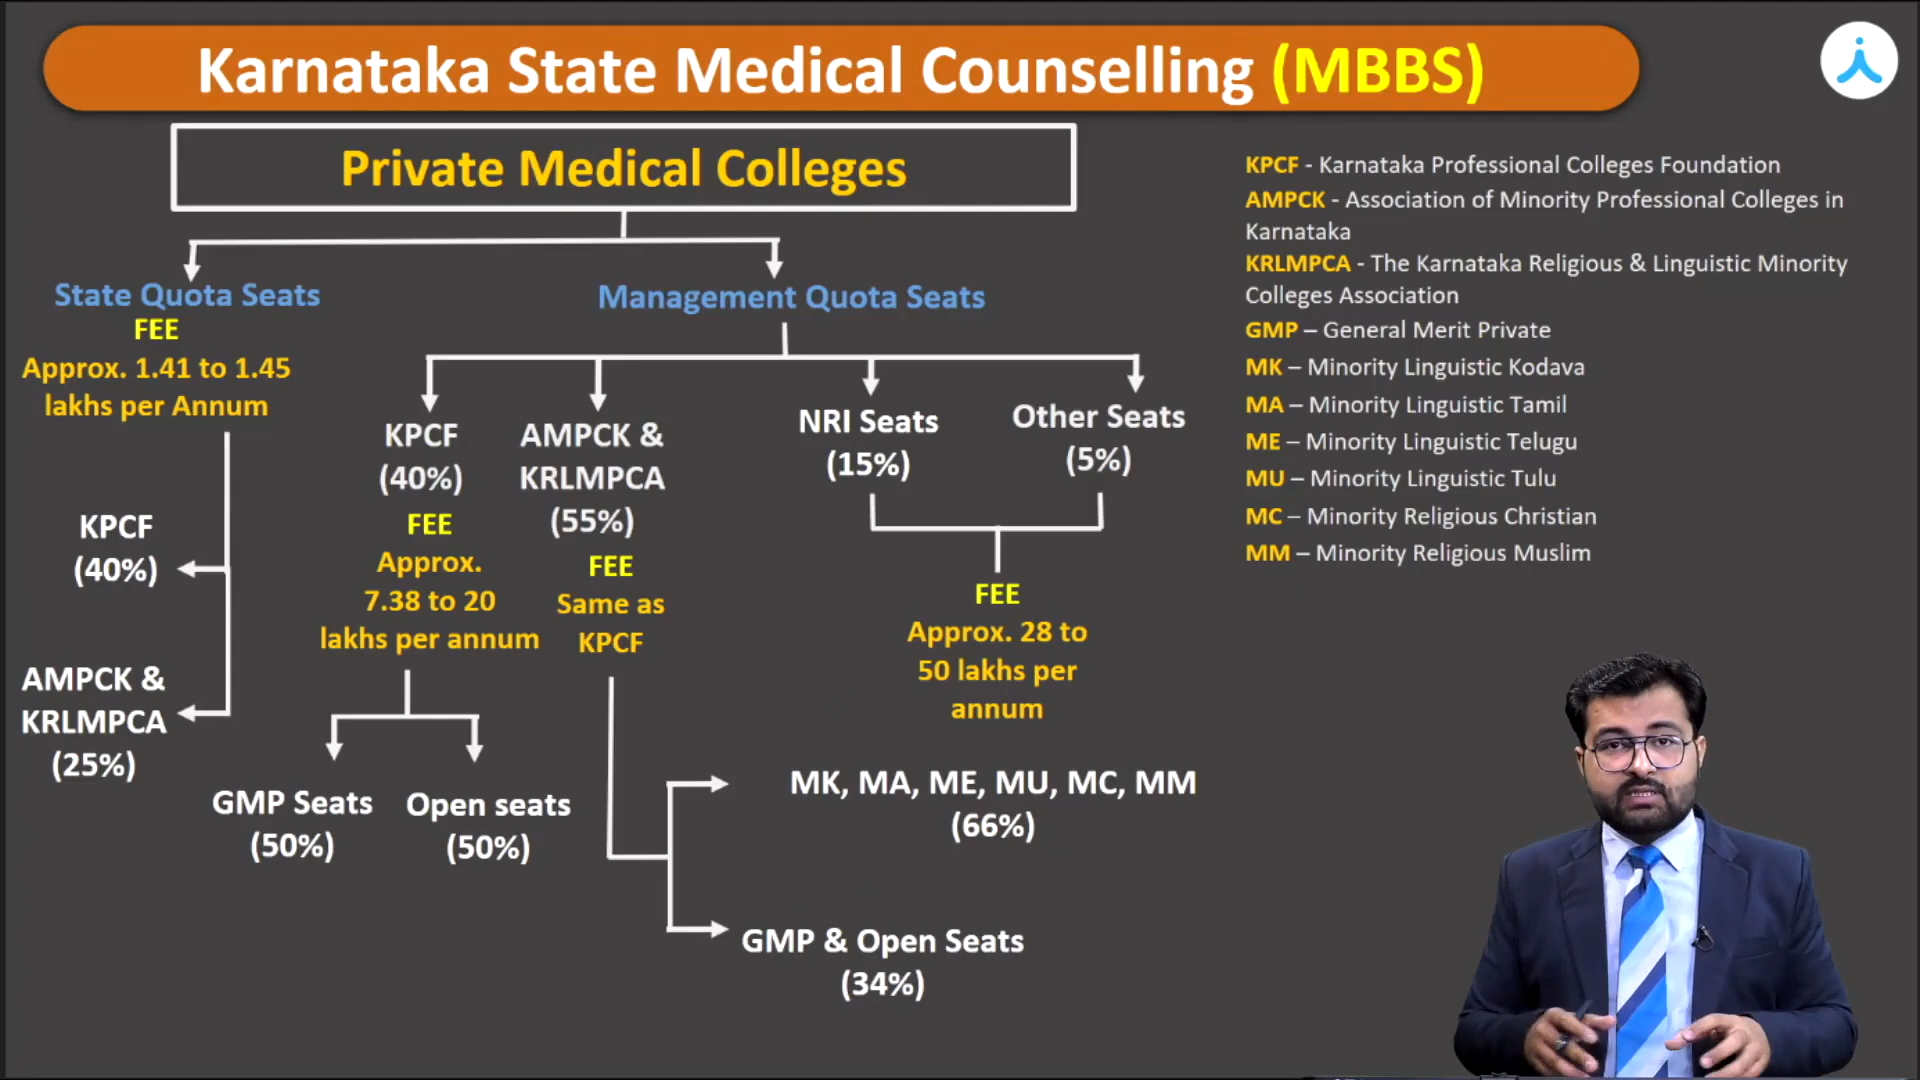 Karnataka State Medical Counselling (MBBS)
Private Medical Colleges
State Quota Seats
FEE
Approx. 1.41 to 1.45
lakhs per Annum
KPCF
(40%)
AMPCK &
KRLMPCA
(25%)
Management Quota Seats
KPCF
(40%)
FEE
Approx.
7.38 to 20
lakhs per annum
GMP Seats
(50%)
Open seats
(50%)
AMPCK &
KRLMPCA
(55%)
FEE
Same as
KPCF
MK, MA, ME, MU, MC, MM
(66%)
GMP & Open Seats
(34%)
NRI Seats
(15%)
Other Seats
(5%)
FEE
Approx. 28 to
50 lakhs per
annum
KPCF - Karnataka Professional Colleges Foundation
AMPCK - Association of Minority Professional Colleges in
Karnataka
KRLMPCA - The Karnataka Religious & Linguistic Minority
Colleges Association
GMP – General Merit Private
MK – Minority Linguistic Kodava
MA – Minority Linguistic Tamil
ME – Minority Linguistic Telugu
MU – Minority Linguistic Tulu
MC – Minority Religious Christian
MM – Minority Religious Muslim